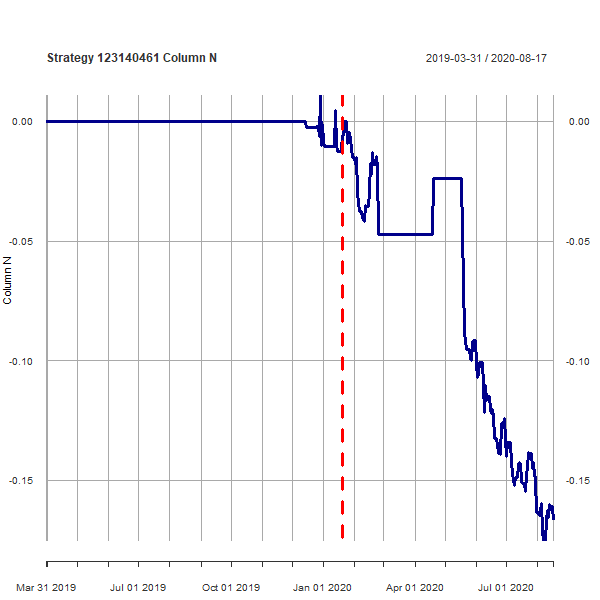 Strategy 123140461 Column N
2019-03-31 / 2020-08-17
0.00
0.00
-0.05
-0.05
Column N
-0.10
-0.10
-0.15
-0.15
Mar 31 2019
Jul 01 2019
Oct 01 2019
Jan 01 2020
Apr 01 2020
Jul 01 2020